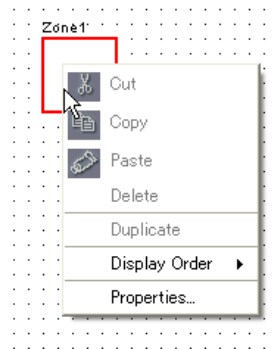 Zone1
Cut
Copy
Paste
Delete
Duplicate
Display Order
Properties...